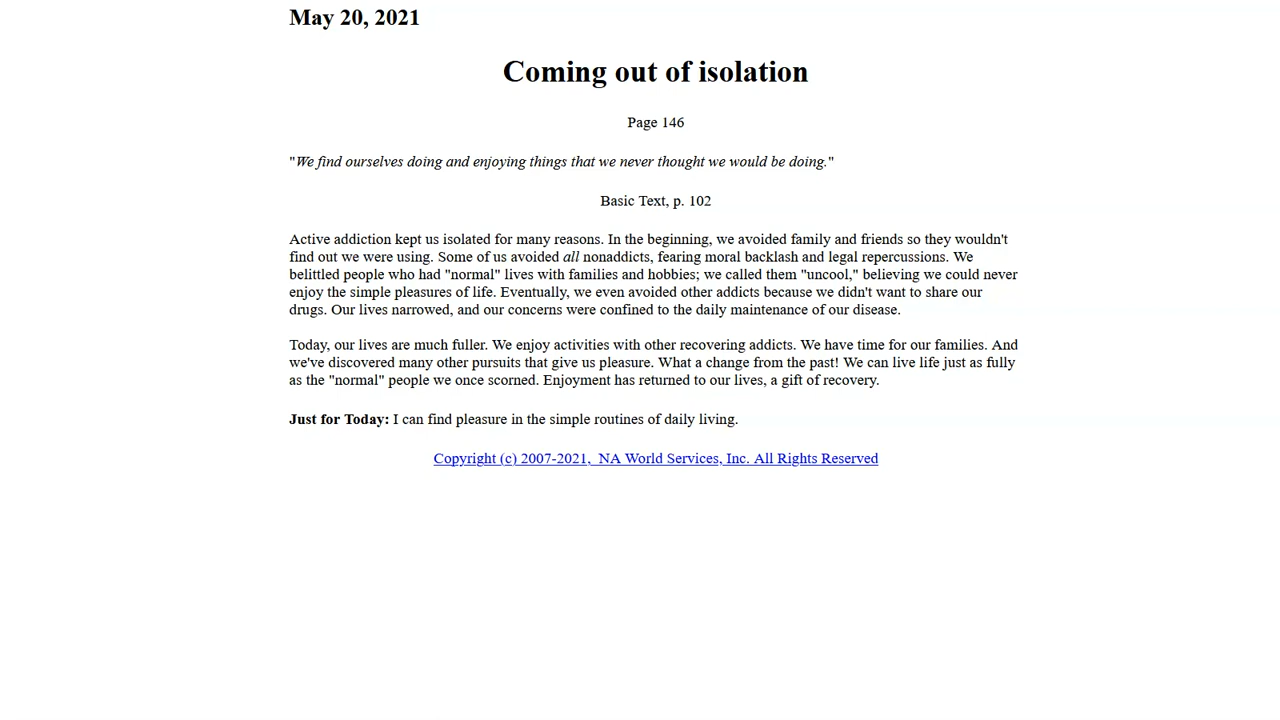 May 20, 2021
Coming out of isolation
Page 146
"We find ourselves doing and enjoying things that we never thought we would be doing."
Basic Text, p. 102
Active addiction kept us isolated for many reasons. In the beginning, we avoided family and friends so they wouldn't
find out we were using. Some of us avoided all nonaddicts, fearing moral backlash and legal repercussions. We
belittled people who had "normal" lives with families and hobbies; we called them "uncool," believing we could never
enjoy the simple pleasures of life. Eventually, we even avoided other addicts because we didn't want to share our
drugs. Our lives narrowed, and our concerns were confined to the daily maintenance of our disease.
Today, our lives are much fuller. We enjoy activities with other recovering addicts. We have time for our families. And
we've discovered many other pursuits that give us pleasure. What a change from the past! We can live life just as fully
as the "normal" people we once scorned. Enjoyment has returned to our lives, a gift of recovery.
Just for Today: I can find pleasure in the simple routines of daily living.
Copyright (c) 2007-2021,  NA World Services, Inc. All Rights Reserved